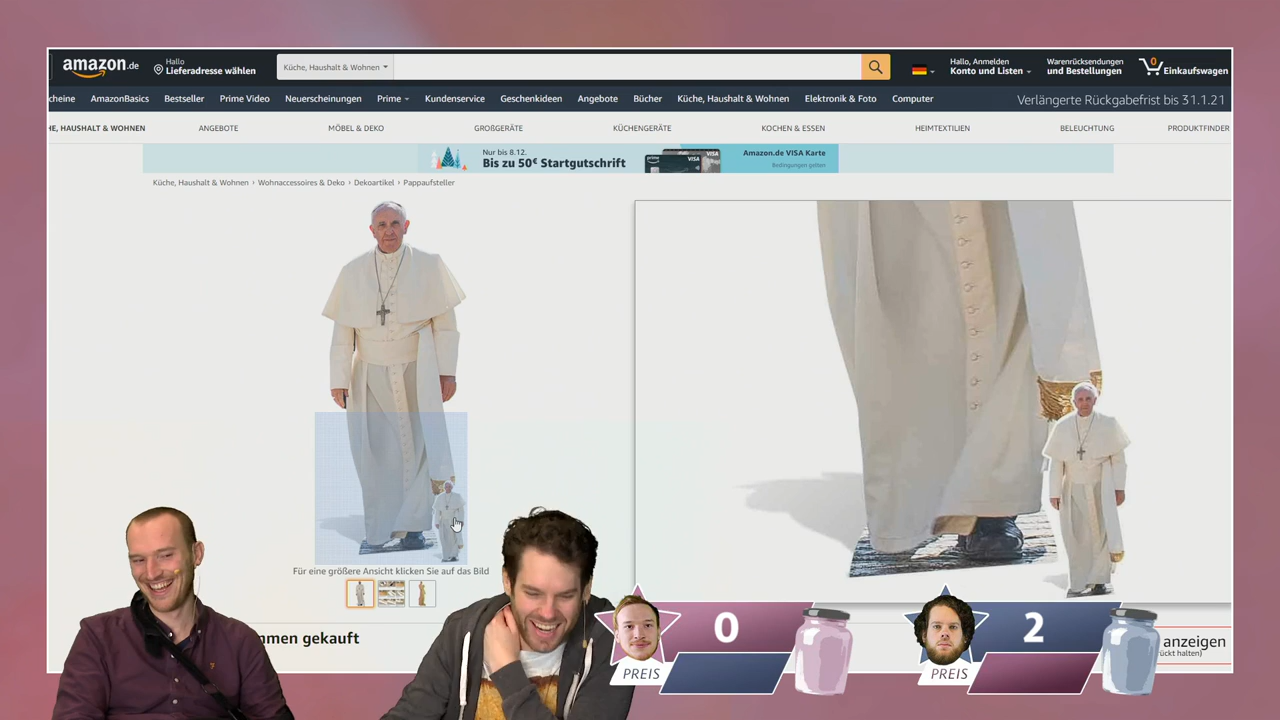 amazon.de
Hallo
Lieferadresse wählen
Küche, Haushalt & Wohnen
Hallo, Anmelden
Konto und Listen
Warenrücksendungen
und Bestellungen
0
Einkaufswagen
cheine
AmazonBasics
Bestseller
Prime Video
Neuerscheinungen
Prime
Kundenservice
Geschenkideen
Angebote
Bücher
Küche, Haushalt & Wohnen
Elektronik & Foto
Computer
Verlängerte Rückgabefrist bis 31.1.21
HE, HAUSHALT & WOHNEN
ANGEBOTE
MÖBEL & DEKO
GROßGERÄTE
KÜCHENGERÄTE
KOCHEN & ESSEN
HEIMTEXTILIEN
BELEUCHTUNG
PRODUKTFINDER
Nur bis 8.12.
Bis zu 50€ Startgutschrift
prime
VISA
VISA
Amazon.de VISA Karte
Bedingungen gelten
Küche, Haushalt & Wohnen › Wohnaccessoires & Deko › Dekoartikel › Pappaufsteller
Für eine größere Ansicht klicken Sie auf das Bild
mmen gekauft
anzeigen
rückt halten)
0
PREIS
2
PREIS